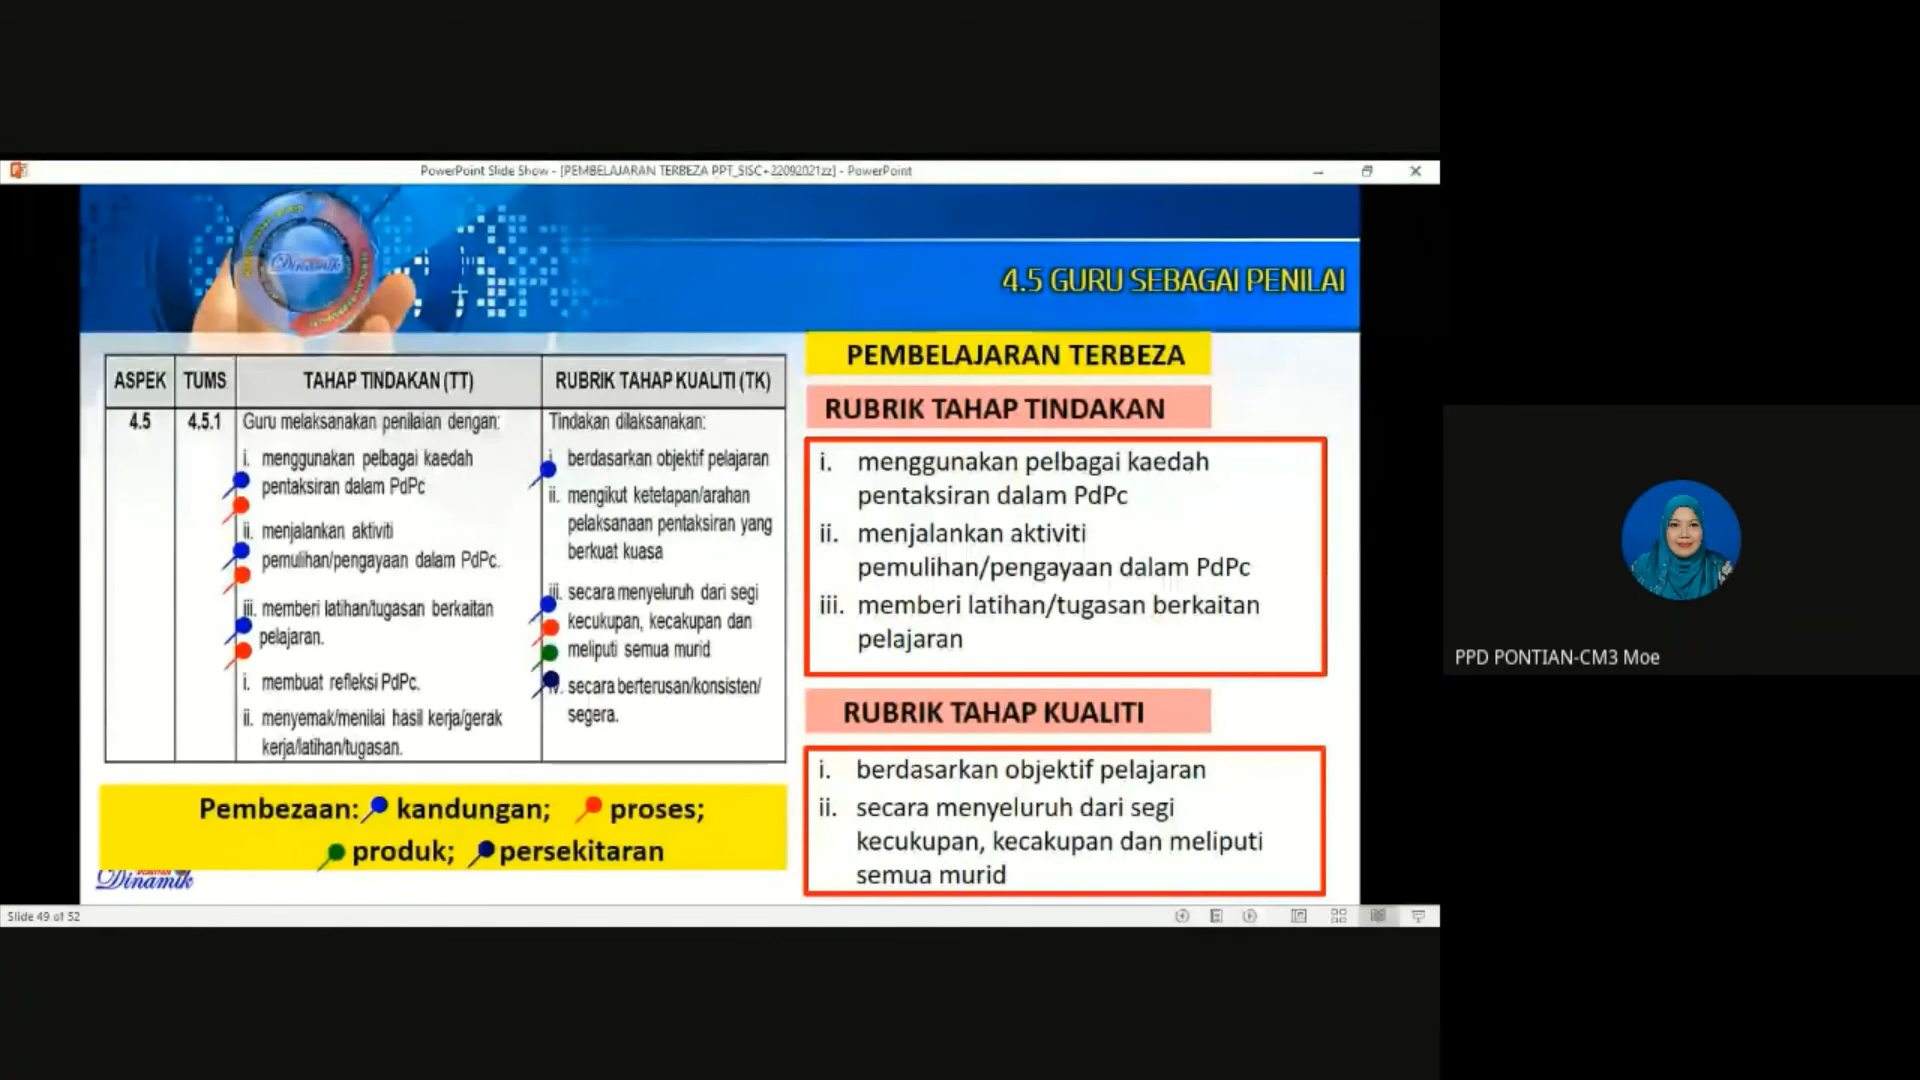 PowerPoint Slide Show - [PEMBELAJARAN TERBEZA PPT_SISC+22092021zz] - PowerPoint
Dinamik
4.5 GURU SEBAGAI PENILAI
ASPEK TUMS TAHAP TINDAKAN (TT) RUBRIK TAHAP KUALITI (TK)
4.5 4.5.1 Guru melaksanakan penilaian dengan:
i. menggunakan pelbagai kaedah
pentaksiran dalam PdPc
ii. menjalankan aktiviti
pemulihan/pengayaan dalam PdPc.
iii. memberi latihan/tugasan berkaitan
pelajaran.
i. membuat refleksi PdPc.
ii. menyemak/menilai hasil kerja/gerak
kerja/latihan/tugasan.
Tindakan dilaksanakan:
i. berdasarkan objektif pelajaran
ii. mengikut ketetapan/arahan
pelaksanaan pentaksiran yang
berkuat kuasa
iii. secara menyeluruh dari segi
kecukupan, kecakupan dan
meliputi semua murid
iv. secara berterusan/konsisten/
segera.
Pembezaan: kandungan; proses;
produk; persekitaran
Dinamik
PEMBELAJARAN TERBEZA
RUBRIK TAHAP TINDAKAN
i. menggunakan pelbagai kaedah
pentaksiran dalam PdPc
ii. menjalankan aktiviti
pemulihan/pengayaan dalam PdPc
iii. memberi latihan/tugasan berkaitan
pelajaran
RUBRIK TAHAP KUALITI
i. berdasarkan objektif pelajaran
ii. secara menyeluruh dari segi
kecukupan, kecakupan dan meliputi
semua murid
Slide 49 of 52
PPD PONTIAN-CM3 Moe